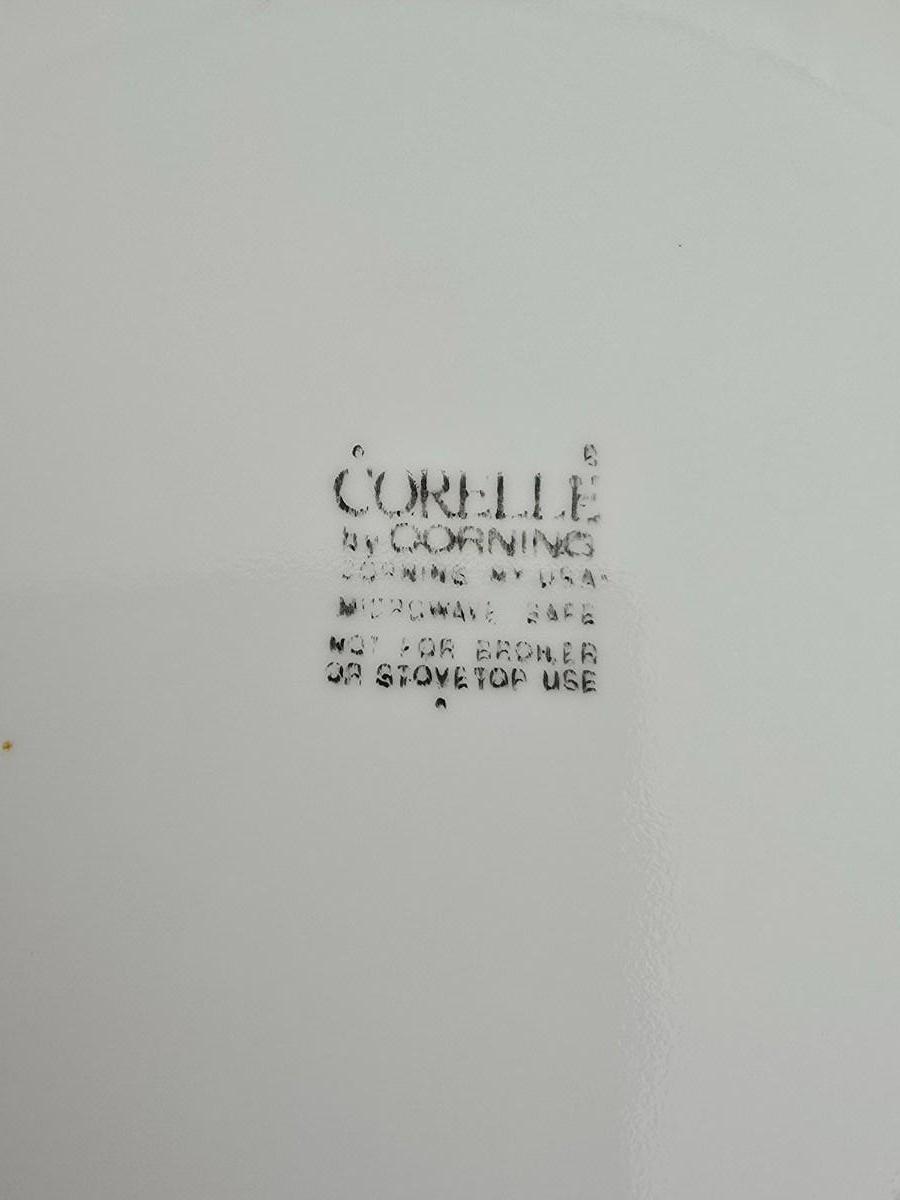 CORELLE
by CORNING
CORNING NY USA
MICROWAVE SAFE
NOT FOR BROILER
OR STOVETOP USE